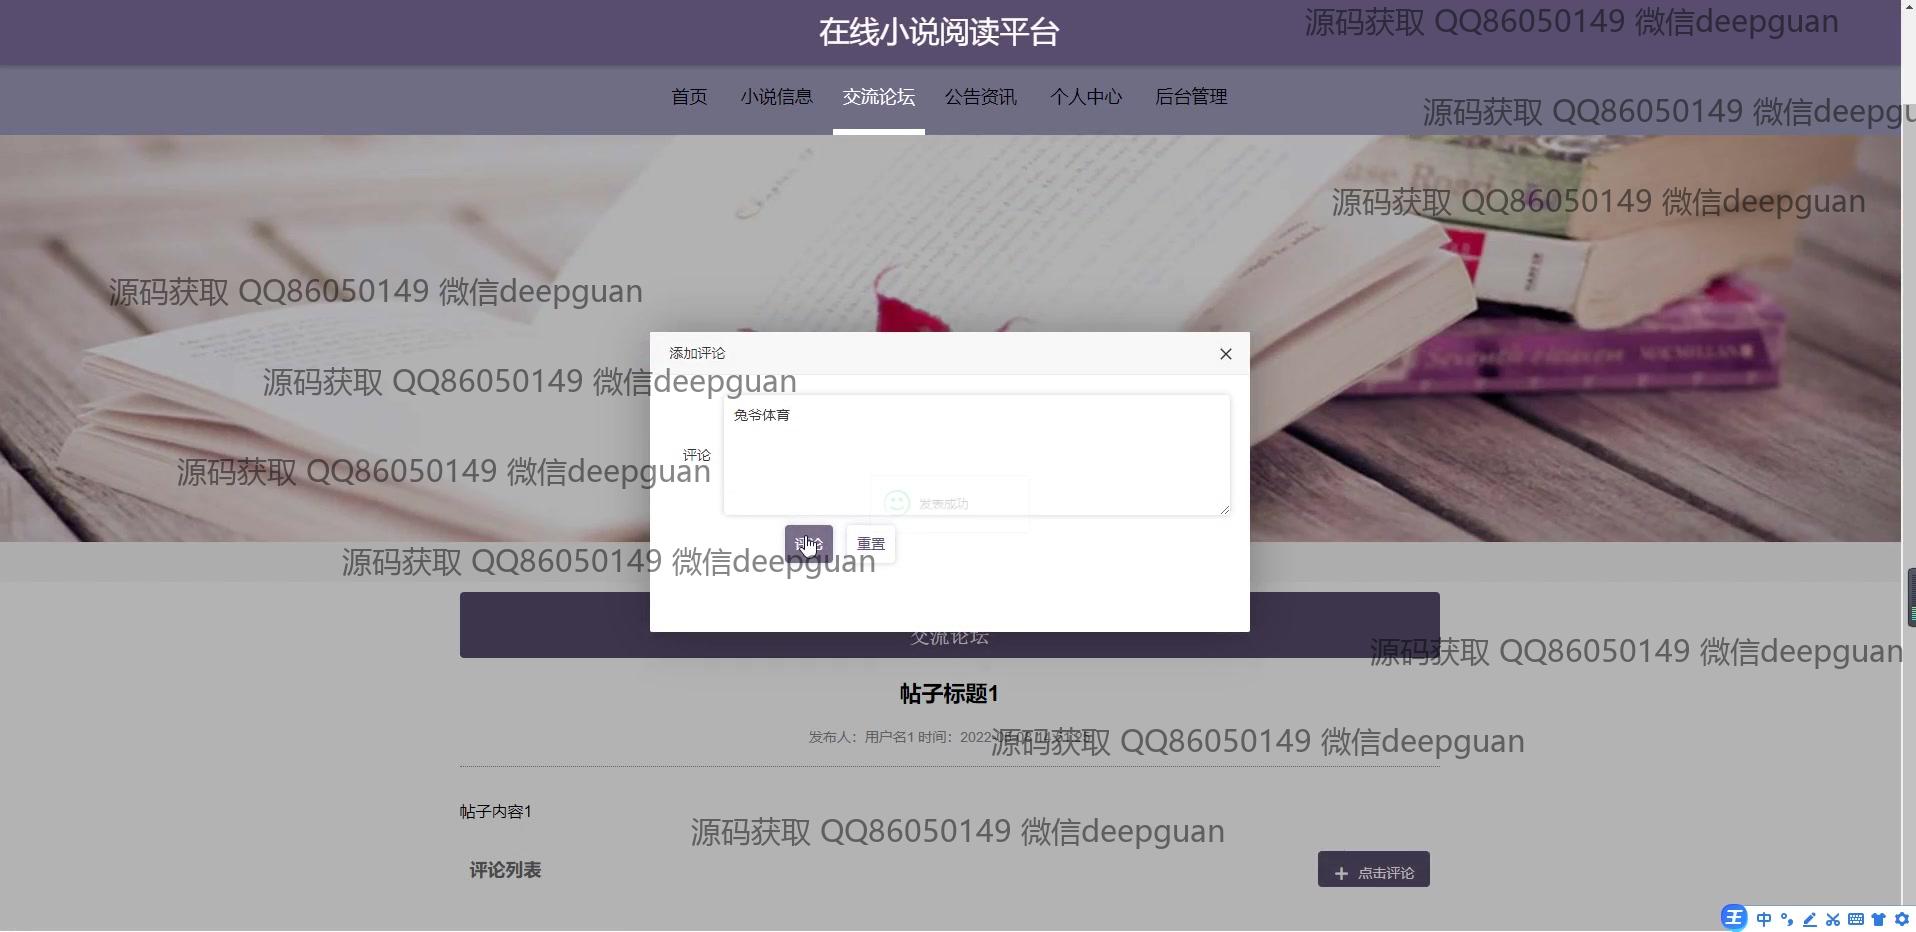 在线小说阅读平台
源码获取 QQ86050149 微信deepguan
首页 小说信息 交流论坛 公告资讯 个人中心 后台管理
源码获取 QQ86050149 微信deepgu
源码获取 QQ86050149 微信deepguan
源码获取 QQ86050149 微信deepguan
添加评论
源码获取 QQ86050149 微信deepguan
兔爷体育
评论
源码获取 QQ86050149 微信deepguan
发表成功
评论 重置
源码获取 QQ86050149 微信deepguan
交流论坛
源码获取 QQ86050149 微信deepguan
帖子标题1
发布人：用户名1 时间：2022
源码获取 QQ86050149 微信deepguan
帖子内容1
源码获取 QQ86050149 微信deepguan
评论列表
+ 点击评论
王 中